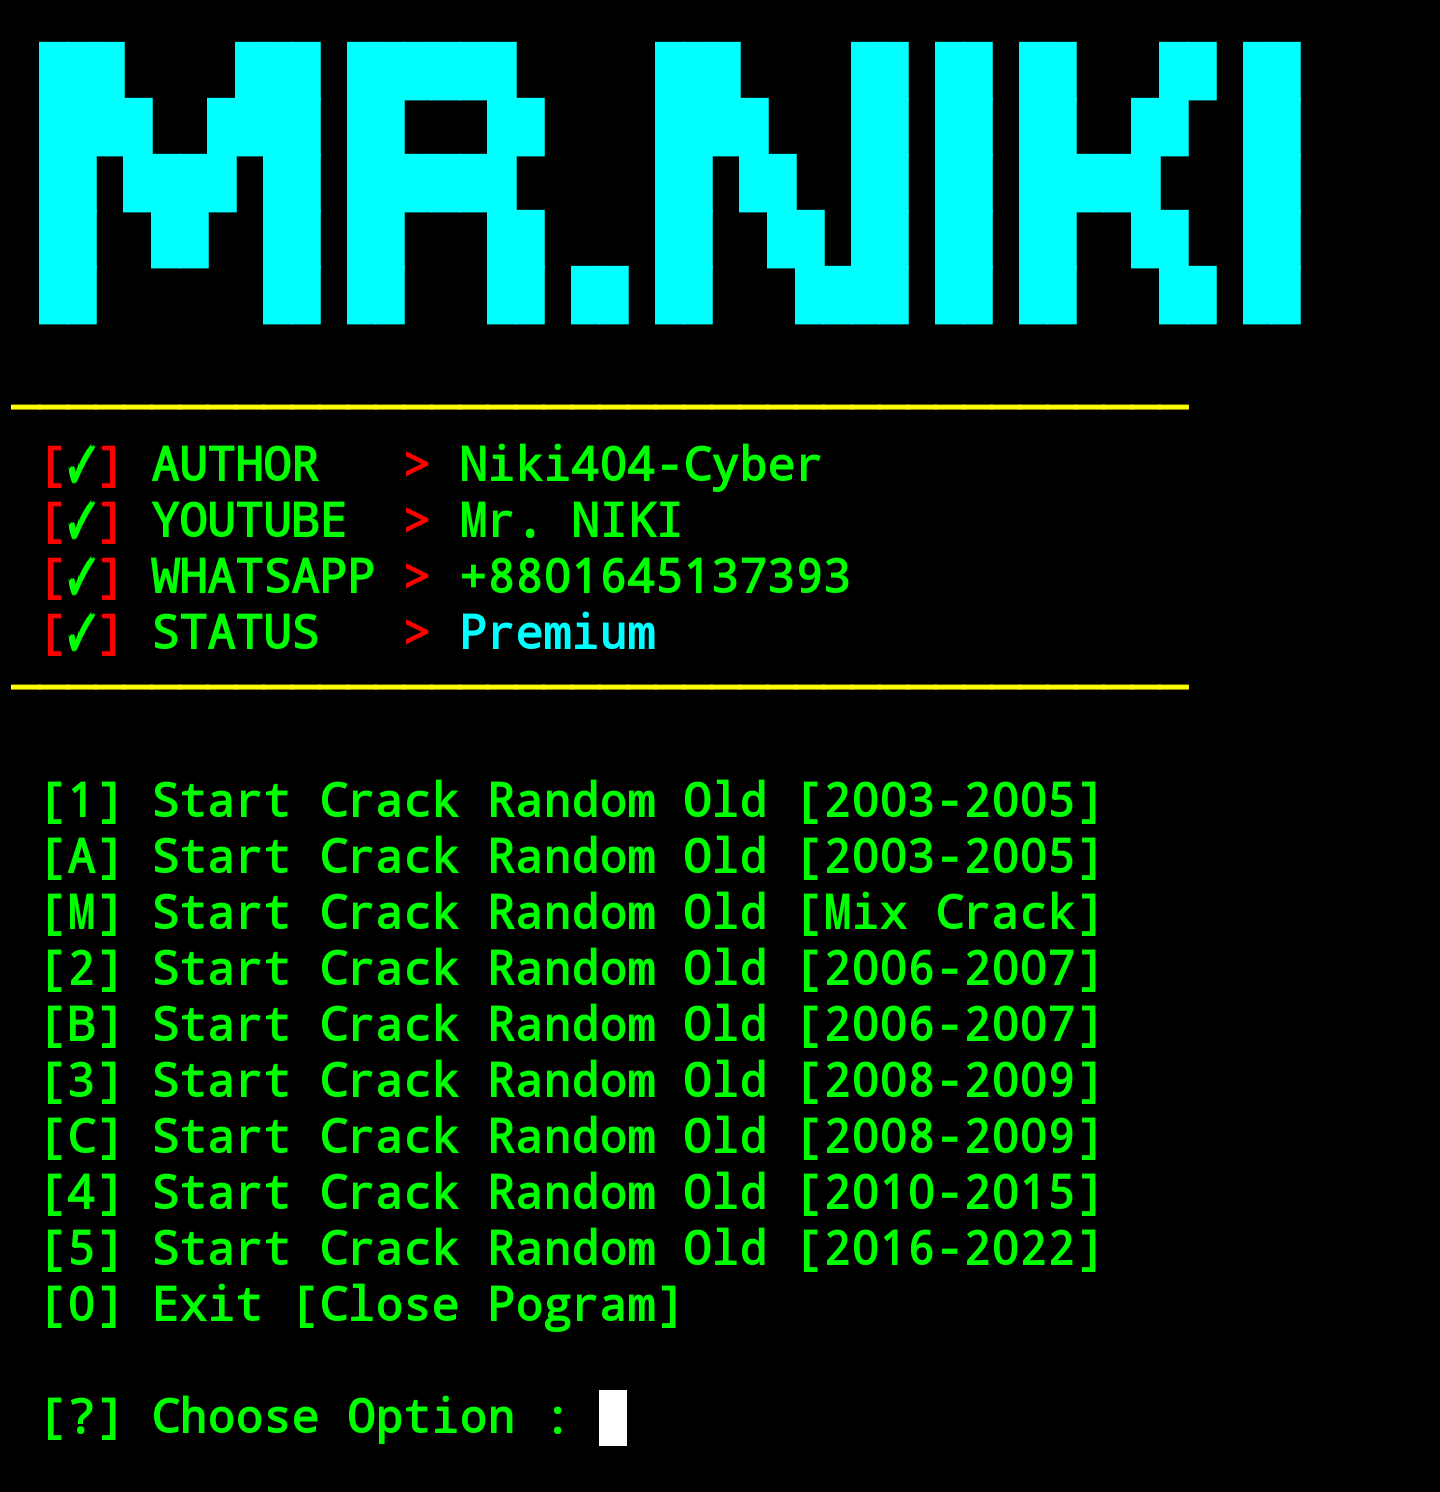 MR.NIKI
[✓] AUTHOR > Niki404-Cyber
[✓] YOUTUBE > Mr. NIKI
[✓] WHATSAPP > +8801645137393
[✓] STATUS > Premium
[1] Start Crack Random Old [2003-2005]
[A] Start Crack Random Old [2003-2005]
[M] Start Crack Random Old [Mix Crack]
[2] Start Crack Random Old [2006-2007]
[B] Start Crack Random Old [2006-2007]
[3] Start Crack Random Old [2008-2009]
[C] Start Crack Random Old [2008-2009]
[4] Start Crack Random Old [2010-2015]
[5] Start Crack Random Old [2016-2022]
[0] Exit [Close Pogram]
[?] Choose Option :